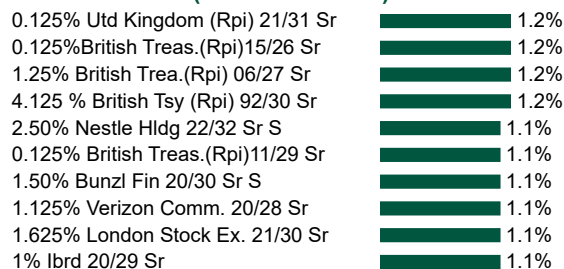 0.125% Utd Kingdom (Rpi) 21/31 Sr 1.2%
0.125%British Treas.(Rpi)15/26 Sr 1.2%
1.25% British Trea.(Rpi) 06/27 Sr 1.2%
4.125 % British Tsy (Rpi) 92/30 Sr 1.2%
2.50% Nestle Hldg 22/32 Sr S 1.1%
0.125% British Treas.(Rpi)11/29 Sr 1.1%
1.50% Bunzl Fin 20/30 Sr S 1.1%
1.125% Verizon Comm. 20/28 Sr 1.1%
1.625% London Stock Ex. 21/30 Sr 1.1%
1% Ibrd 20/29 Sr 1.1%